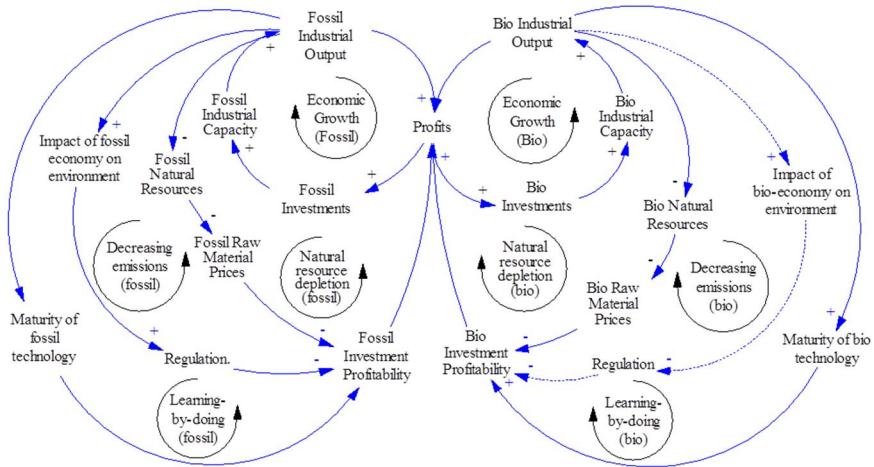 Fossil
Industrial
Output
Bio Industrial
Output
Fossil
Industrial
Capacity
Economic
Growth
(Fossil)
Profits
Economic
Growth
(Bio)
Bio
Industrial
Capacity
Impact of fossil
economy on
environment
Fossil
Natural
Resources
Fossil
Investments
Bio
Investments
Bio Natural
Resources
Impact of
bio-economy on
environment
Decreasing
emissions
(fossil)
Fossil Raw
Material
Prices
Natural
resource
depletion
(fossil)
Natural
resource
depletion
(bio)
Bio Raw
Material
Prices
Decreasing
emissions
(bio)
Maturity of
fossil
technology
Regulation.
Fossil
Investment
Profitability
Bio
Investment
Profitability
Regulation
Maturity of bio
technology
Learning-
by-doing
(fossil)
Learning-
by-doing
(bio)